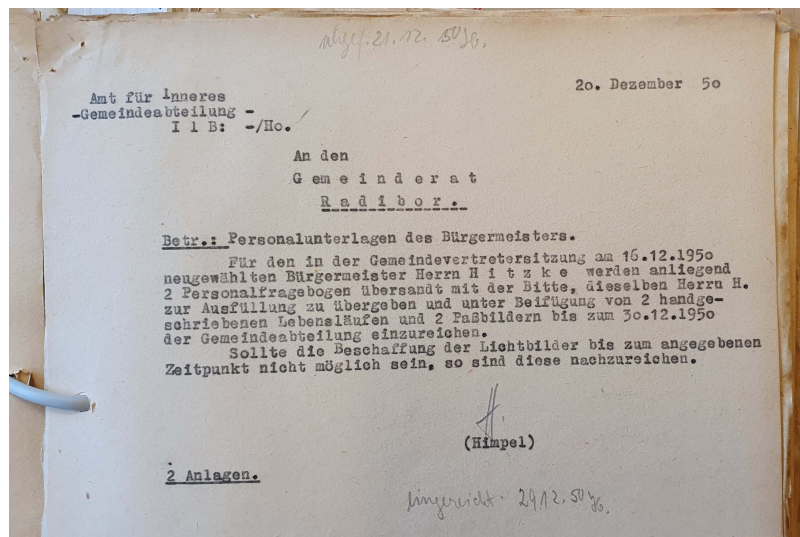 abges. 21.12. 50
20. Dezember 50
Amt für Inneres
-Gemeindeabteilung -
I 1 B: -/Ho.
An den
G e m e i n d e r a t
R a d i b o r .
Betr.: Personalunterlagen des Bürgermeisters.
Für den in der Gemeindevertretersitzung am 16.12.1950
neugewählten Bürgermeister Herrn H i t z k e werden anliegend
2 Personalfragebogen übersandt mit der Bitte, dieselben Herrn H.
zur Ausfüllung zu übergeben und unter Beifügung von 2 handge-
schriebenen Lebensläufen und 2 Paßbildern bis zum 30.12.1950
der Gemeindeabteilung einzureichen.
Sollte die Beschaffung der Lichtbilder bis zum angegebenen
Zeitpunkt nicht möglich sein, so sind diese nachzureichen.
H.
(Himpel)
2 Anlagen.
eingereicht. 29.12.50